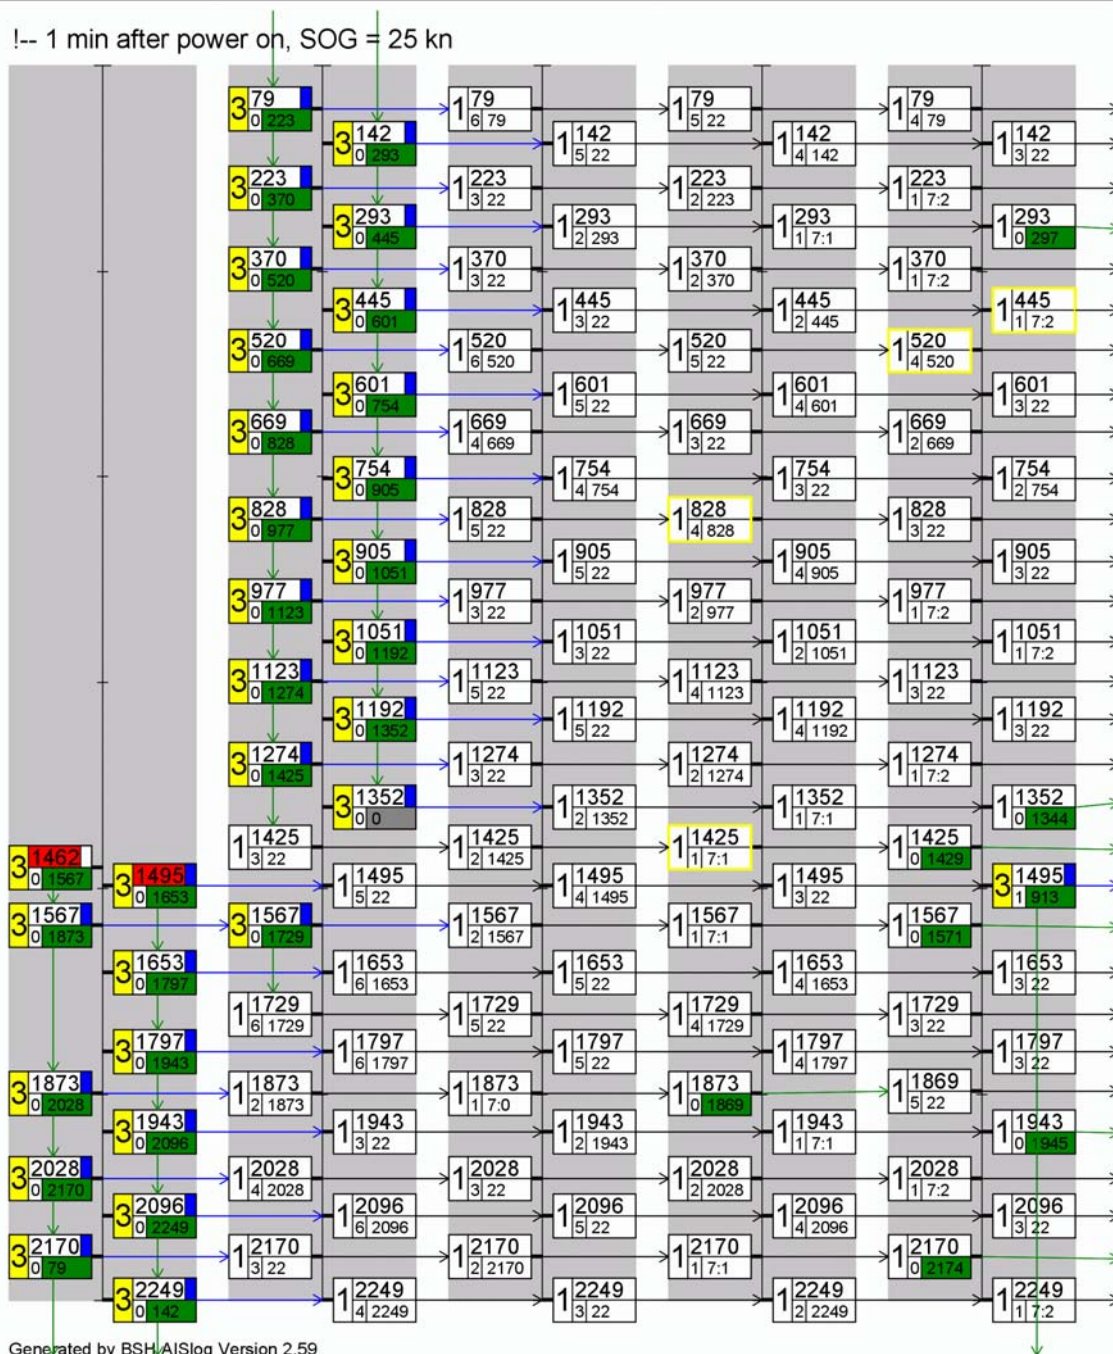 !-- 1 min after power on, SOG = 25 kn
3 79 1 79 1 79 1 79
0 223 6 79 5 22 4 79
3 142 1 142 1 142 1 142
0 293 5 22 4 142 3 22
3 223 1 223 1 223 1 223
0 370 3 22 2 223 1 7:2
3 293 1 293 1 293 1 293
0 445 2 293 1 7:1 0 297
3 370 1 370 1 370 1 370
0 520 3 22 2 370 1 7:2
3 445 1 445 1 445 1 445
0 601 3 22 2 445 1 7:2
3 520 1 520 1 520 1 520
0 669 6 520 5 22 4 520
3 601 1 601 1 601 1 601
0 754 5 22 4 601 3 22
3 669 1 669 1 669 1 669
0 828 4 669 3 22 2 669
3 754 1 754 1 754 1 754
0 905 4 754 3 22 2 754
3 828 1 828 1 828 1 828
0 977 5 22 4 828 3 22
3 905 1 905 1 905 1 905
0 1051 5 22 4 905 3 22
3 977 1 977 1 977 1 977
0 1123 3 22 2 977 1 7:2
3 1051 1 1051 1 1051 1 1051
0 1192 3 22 2 1051 1 7:2
3 1123 1 1123 1 1123 1 1123
0 1274 5 22 4 1123 3 22
3 1192 1 1192 1 1192 1 1192
0 1352 5 22 4 1192 3 22
3 1274 1 1274 1 1274 1 1274
0 1425 3 22 2 1274 1 7:2
3 1352 1 1352 1 1352 1 1352
0 0 2 1352 1 7:1 0 1344
1 1425 1 1425 1 1425 1 1425
3 22 2 1425 1 7:1 0 1429
3 1462
0 1567
3 1495 1 1495 1 1495 1 1495 3 1495
0 1653 5 22 4 1495 3 22 1 913
3 1567 3 1567 1 1567 1 1567 1 1567
0 1873 0 1729 2 1567 1 7:1 0 1571
3 1653 1 1653 1 1653 1 1653 1 1653
0 1797 6 1653 5 22 4 1653 3 22
1 1729 1 1729 1 1729 1 1729
6 1729 5 22 4 1729 3 22
3 1797 1 1797 1 1797 1 1797 1 1797
0 1943 6 1797 5 22 4 1797 3 22
3 1873 1 1873 1 1873 1 1873 1 1869
0 2028 2 1873 1 7:0 0 1869 5 22
3 1943 1 1943 1 1943 1 1943 1 1943
0 2096 3 22 2 1943 1 7:1 0 1945
3 2028 1 2028 1 2028 1 2028 1 2028
0 2170 4 2028 3 22 2 2028 1 7:2
3 2096 1 2096 1 2096 1 2096 1 2096
0 2249 6 2096 5 22 4 2096 3 22
3 2170 1 2170 1 2170 1 2170 1 2170
0 79 3 22 2 2170 1 7:1 0 2174
3 2249 1 2249 1 2249 1 2249 1 2249
0 142 4 2249 3 22 2 2249 1 7:2
Generated by BSH AISlog Version 2.59